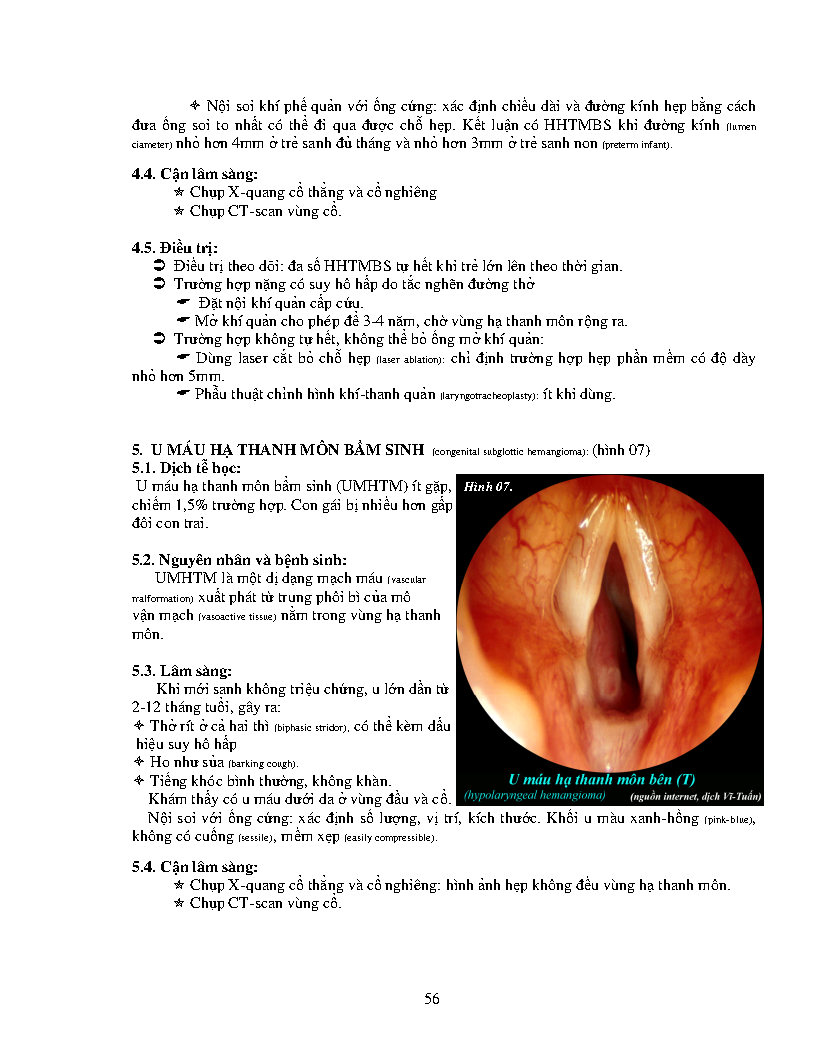 ✧ Nội soi khí phế quản với ống cứng: xác định chiều dài và đường kính hẹp bằng cách
đưa ống soi to nhất có thể đi qua được chỗ hẹp. Kết luận có HHTMBS khi đường kính (lumen
ciameter) nhỏ hơn 4mm ở trẻ sanh đủ tháng và nhỏ hơn 3mm ở trẻ sanh non (preterm infant).
4.4. Cận lâm sàng:
✯ Chụp X-quang cổ thẳng và cổ nghiêng
✯ Chụp CT-scan vùng cổ.
4.5. Điều trị:
➲ Điều trị theo dõi: đa số HHTMBS tự hết khi trẻ lớn lên theo thời gian.
➲ Trường hợp nặng có suy hô hấp do tắc nghẽn đường thở
☛ Đặt nội khí quản cấp cứu.
☛ Mở khí quản cho phép để 3-4 năm, chờ vùng hạ thanh môn rộng ra.
➲ Trường hợp không tự hết, không thể bỏ ống mở khí quản:
☛ Dùng laser cắt bỏ chỗ hẹp (laser ablation): chỉ định trường hợp hẹp phần mềm có độ dày
nhỏ hơn 5mm.
☛ Phẫu thuật chỉnh hình khí-thanh quản (laryngotracheoplasty): ít khi dùng.
5. U MÁU HẠ THANH MÔN BẨM SINH (congenital subglottic hemangioma): (hình 07)
5.1. Dịch tễ học:
U máu hạ thanh môn bẩm sinh (UMHTM) ít gặp,
chiếm 1,5% trường hợp. Con gái bị nhiều hơn gấp
đôi con trai.
5.2. Nguyên nhân và bệnh sinh:
UMHTM là một dị dạng mạch máu (vascular
malformation) xuất phát từ trung phôi bì của mô
vận mạch (vasoactive tissue) nằm trong vùng hạ thanh
môn.
5.3. Lâm sàng:
Khi mới sanh không triệu chứng, u lớn dần từ
2-12 tháng tuổi, gây ra:
✧ Thở rít ở cả hai thì (biphasic stridor), có thể kèm dấu
hiệu suy hô hấp
✧ Ho như sủa (barking cough).
✧ Tiếng khóc bình thường, không khàn.
Khám thấy có u máu dưới da ở vùng đầu và cổ.
Hình 07.
U máu hạ thanh môn bên (T)
(hypolaryngeal hemangioma) (nguồn internet, dịch Vĩ-Tuấn)
Nội soi với ống cứng: xác định số lượng, vị trí, kích thước. Khối u màu xanh-hồng (pink-blue),
không có cuống (sessile), mềm xẹp (easily compressible).
5.4. Cận lâm sàng:
✯ Chụp X-quang cổ thẳng và cổ nghiêng: hình ảnh hẹp không đều vùng hạ thanh môn.
✯ Chụp CT-scan vùng cổ.
56